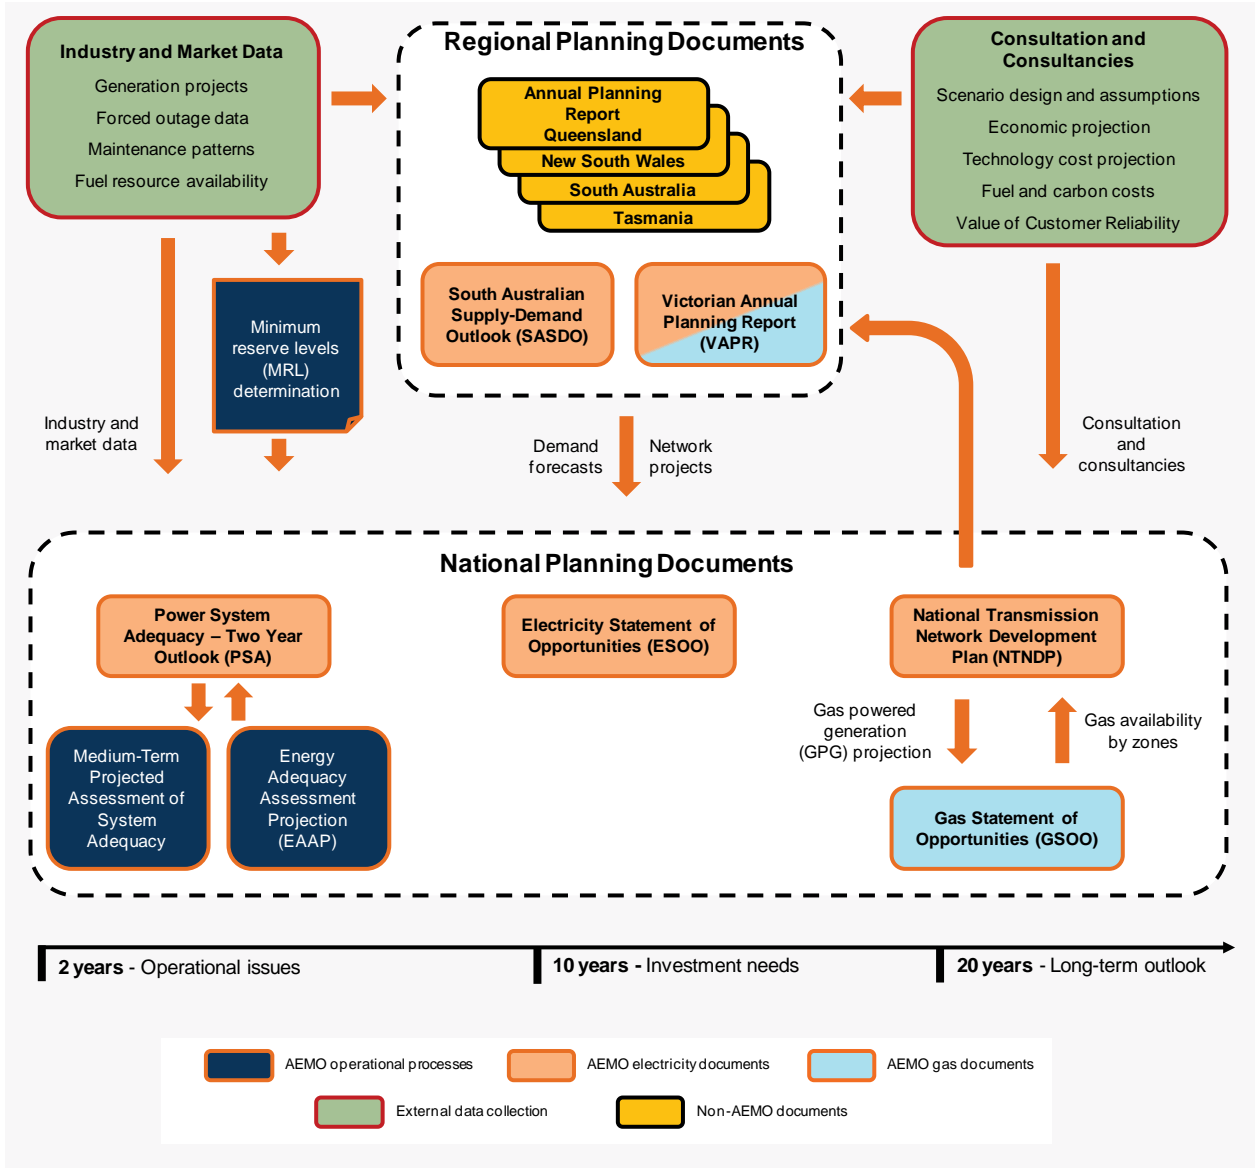 Industry and Market Data
Generation projects
Forced outage data
Maintenance patterns
Fuel resource availability
Regional Planning Documents
Annual Planning
Report
Queensland
New South Wales
South Australia
Tasmania
South Australian
Supply-Demand
Outlook (SASDO)
Victorian Annual
Planning Report
(VAPR)
Consultation and
Consultancies
Scenario design and assumptions
Economic projection
Technology cost projection
Fuel and carbon costs
Value of Customer Reliability
Minimum
reserve levels
(MRL)
determination
Industry and
market data
Demand
forecasts
Network
projects
Consultation
and
consultancies
National Planning Documents
Power System
Adequacy – Two Year
Outlook (PSA)
Electricity Statement of
Opportunities (ESOO)
National Transmission
Network Development
Plan (NTNDP)
Medium-Term
Projected
Assessment of
System
Adequacy
Energy
Adequacy
Assessment
Projection
(EAAP)
Gas powered
generation
(GPG) projection
Gas availability
by zones
Gas Statement of
Opportunities (GSOO)
2 years - Operational issues
10 years - Investment needs
20 years - Long-term outlook
AEMO operational processes
AEMO electricity documents
AEMO gas documents
External data collection
Non-AEMO documents